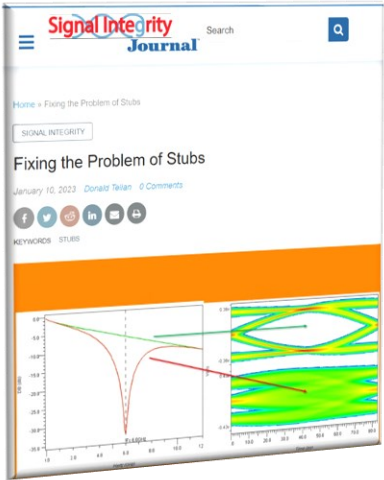 Signal Integrity
Journal
Search
Home » Fixing the Problem of Stubs
SIGNAL INTEGRITY
Fixing the Problem of Stubs
January 10, 2023 Donald Telian 0 Comments
KEYWORDS STUBS